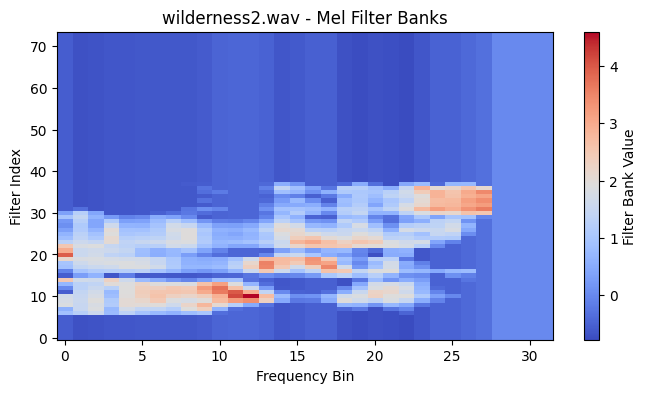 wilderness2.wav - Mel Filter Banks
70
60
50
40
30
20
10
0
Filter Index
0 5 10 15 20 25 30
Frequency Bin
4
3
2
1
0
Filter Bank Value